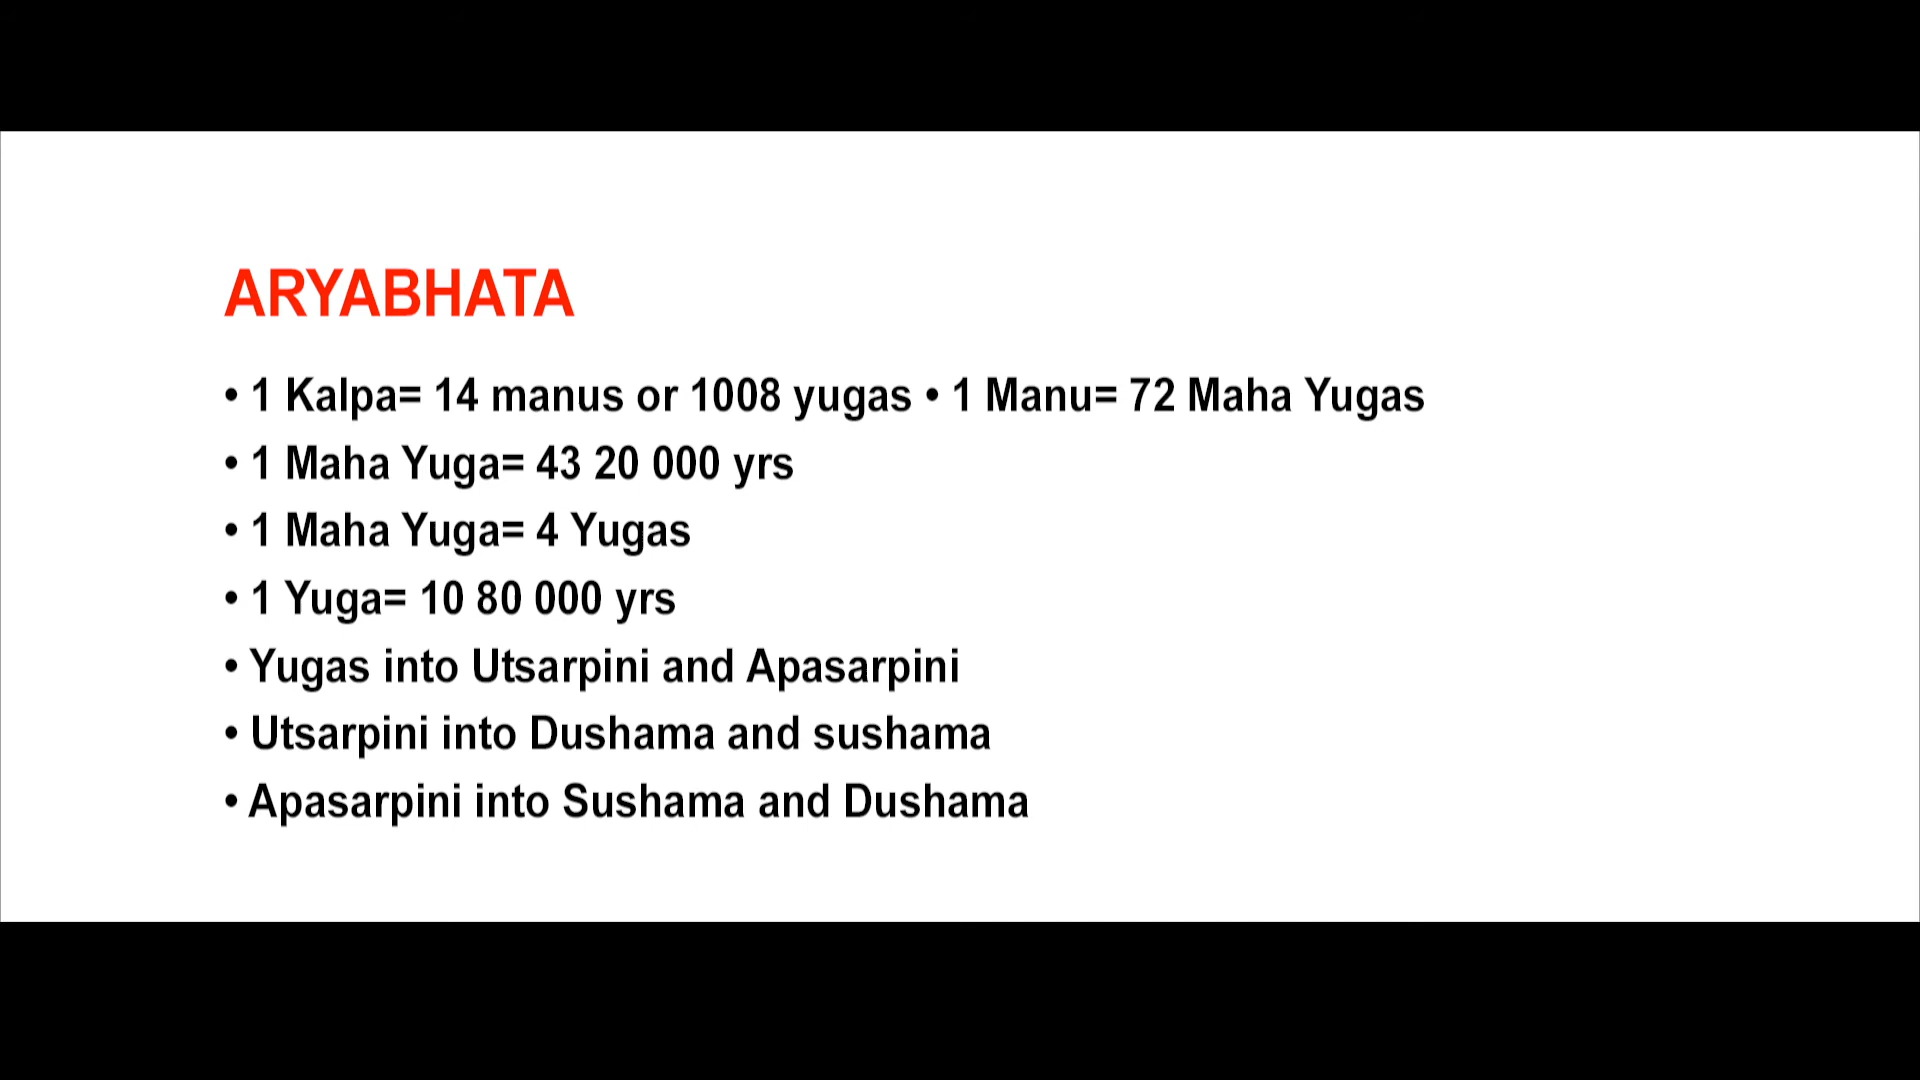 ARYABHATA
• 1 Kalpa= 14 manus or 1008 yugas • 1 Manu= 72 Maha Yugas
• 1 Maha Yuga= 43 20 000 yrs
• 1 Maha Yuga= 4 Yugas
• 1 Yuga= 10 80 000 yrs
• Yugas into Utsarpini and Apasarpini
• Utsarpini into Dushama and sushama
• Apasarpini into Sushama and Dushama